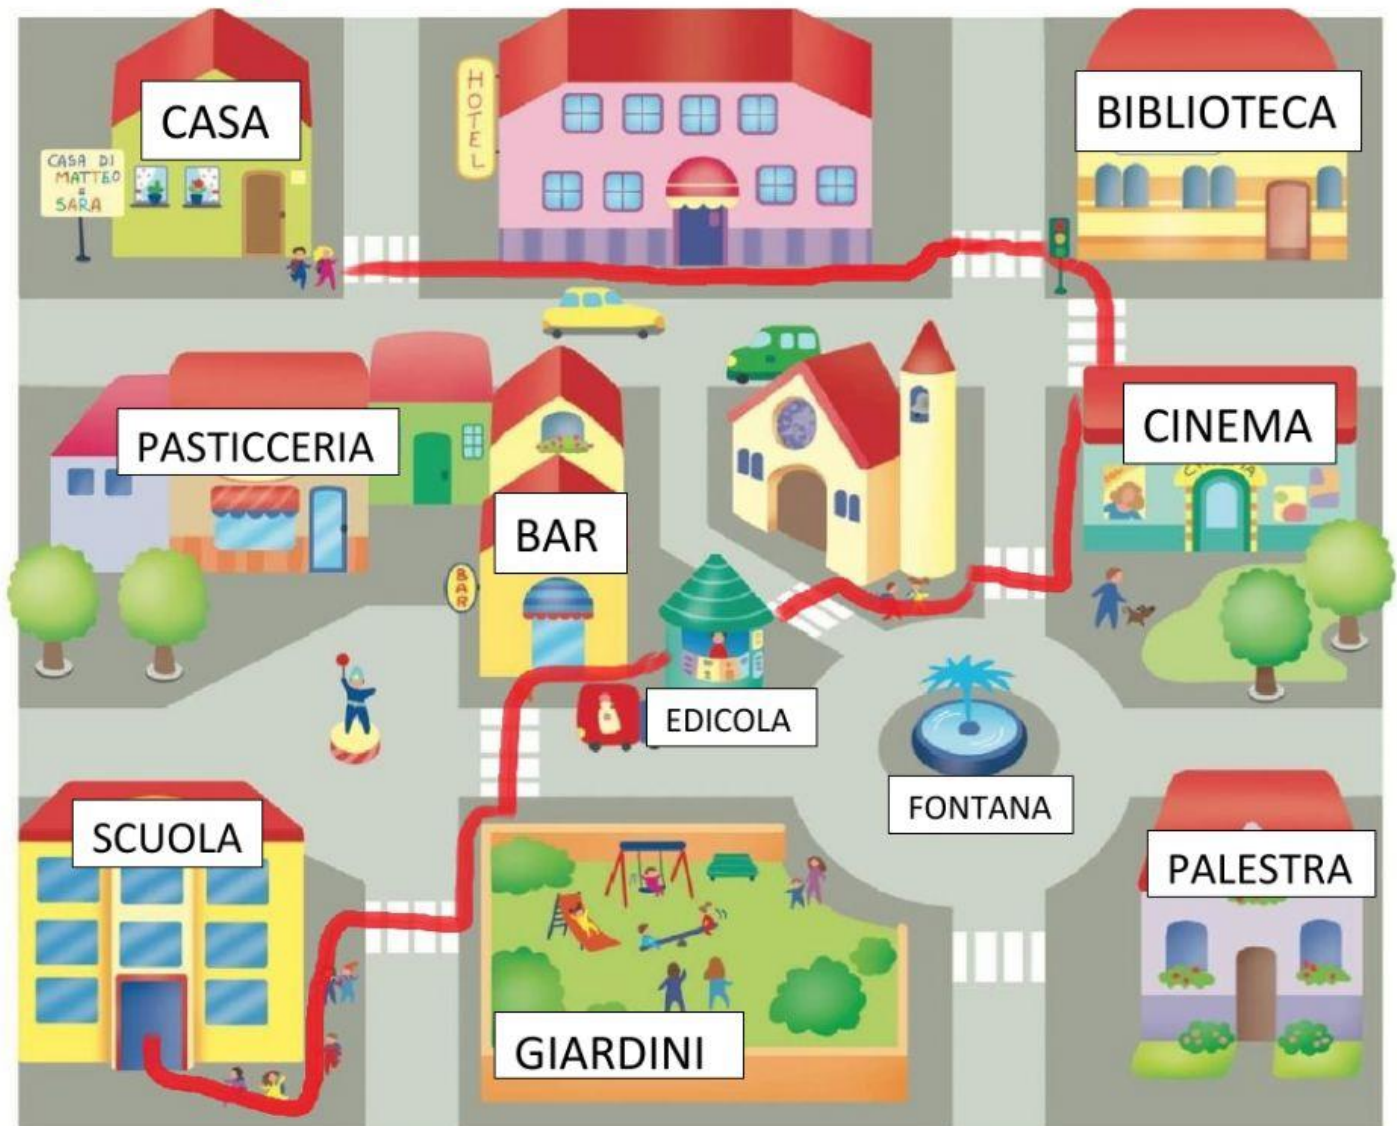 CASA
CASA DI
MATTEO
E
SARA
HOTEL
BIBLIOTECA
PASTICCERIA
BAR
BAR
CINEMA
EDICOLA
FONTANA
SCUOLA
PALESTRA
GIARDINI